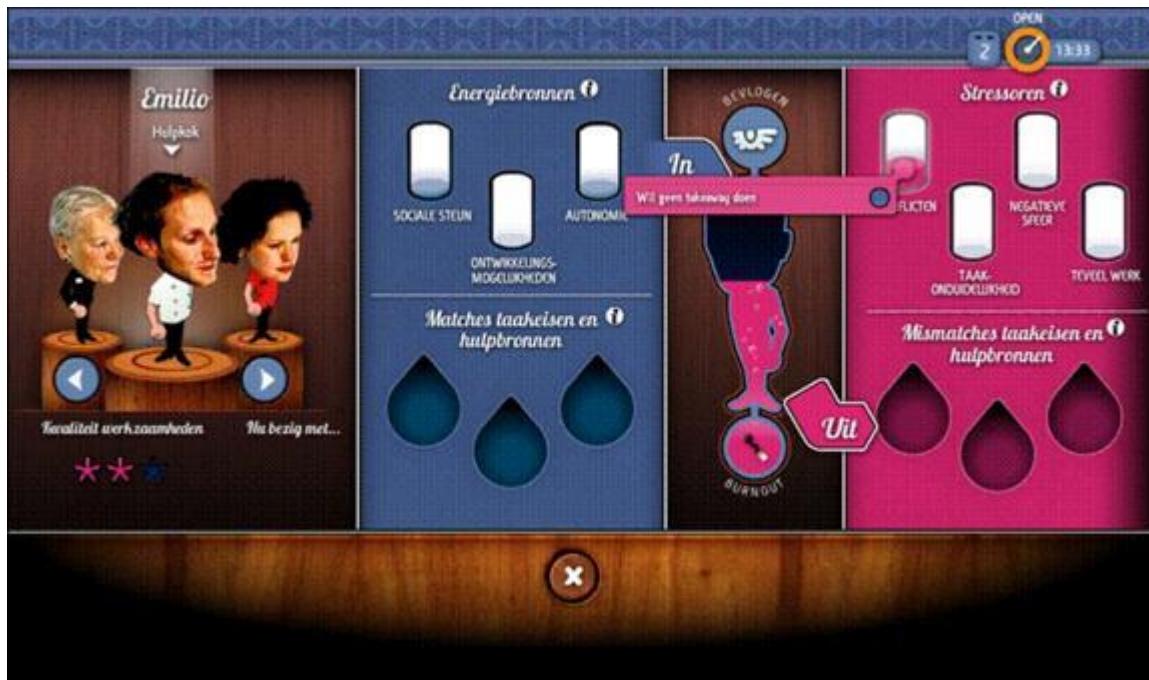 OPEN
2
13:33
Emilio
Hulpkok
Kwaliteit werkzaamheden
Nu bezig met...
Energiebronnen i
SOCIALE STEUN
AUTONOMIE
ONTWIKKELINGS-
MOGELIJKHEDEN
Matches taakeisen en i
hulpbronnen
BEVLOGEN
In
Wil geen takeaway doen
Uit
BURNOUT
Stressoren i
FLICTEN
NEGATIEVE
SFEER
TAAK-
ONDUIDELIJKHEID
TEVEEL WERK
Mismatches taakeisen en i
hulpbronnen